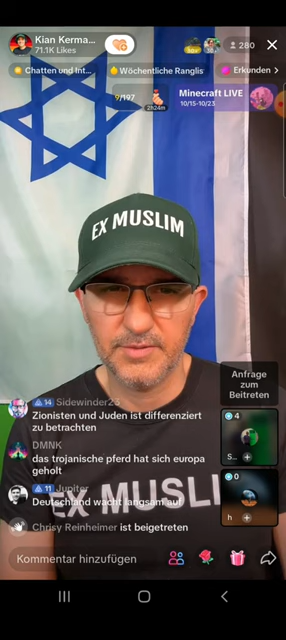 Kian Kerma...
71.1K Likes
280
Chatten und Int...
Wöchentliche Ranglis
Erkunden >
9/197
2h24m
Minecraft LIVE
10/15-10/23
EX MUSLIM
Anfrage
zum
Beitreten
14 Sidewinder23
Zionisten und Juden ist differenziert
zu betrachten
DMNK
das trojanische pferd hat sich europa
geholt
11 Jupiter
Deutschland wacht langsam auf
EX MUSLI
Chrisy Reinheimer ist beigetreten
4
S... +
0
h +
Kommentar hinzufügen